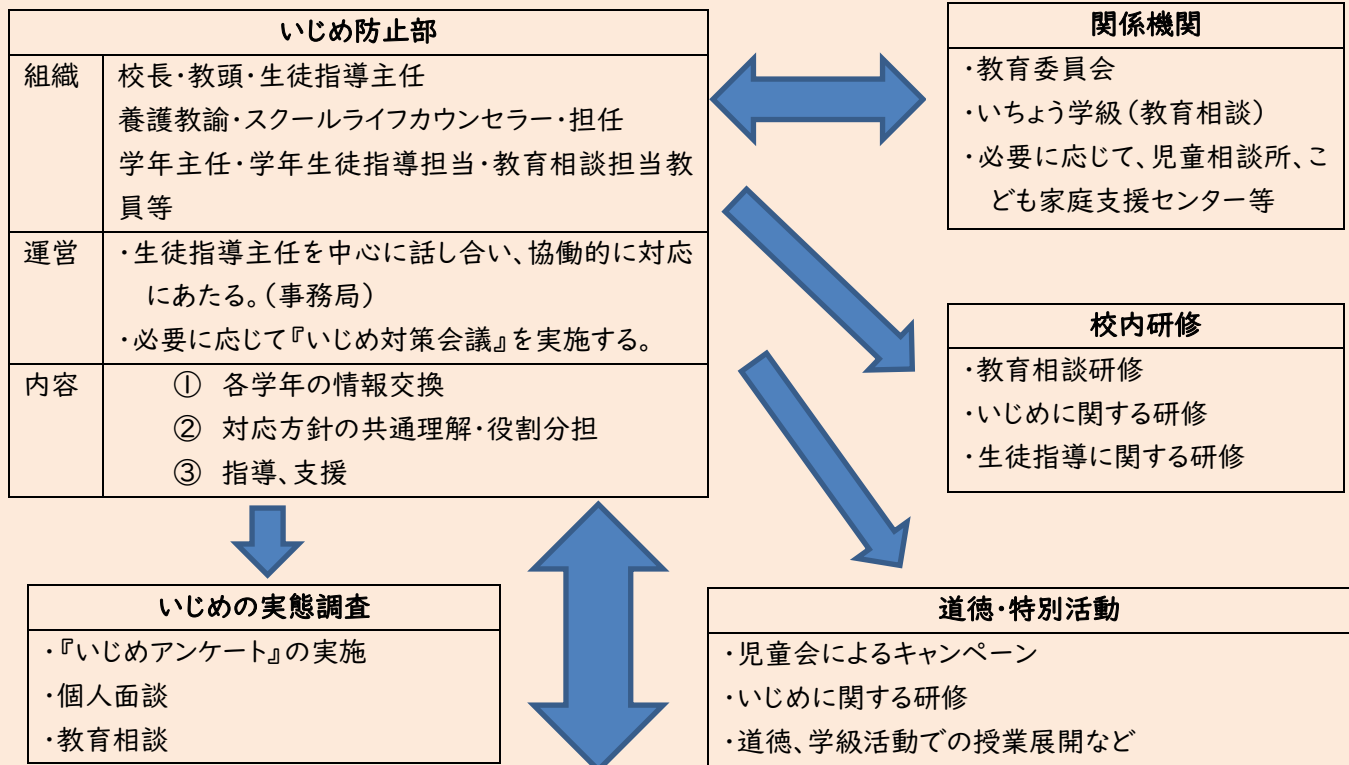 いじめ防止部
組織
校長・教頭・生徒指導主任
養護教諭・スクールライフカウンセラー・担任
学年主任・学年生徒指導担当・教育相談担当教
員等
運営
・生徒指導主任を中心に話し合い、協働的に対応
にあたる。（事務局）
・必要に応じて『いじめ対策会議』を実施する。
内容
① 各学年の情報交換
② 対応方針の共通理解・役割分担
③ 指導、支援
関係機関
・教育委員会
・いちょう学級（教育相談）
・必要に応じて、児童相談所、こ
ども家庭支援センター等
校内研修
・教育相談研修
・いじめに関する研修
・生徒指導に関する研修
いじめの実態調査
・『いじめアンケート』の実施
・個人面談
・教育相談
道徳・特別活動
・児童会によるキャンペーン
・いじめに関する研修
・道徳、学級活動での授業展開など